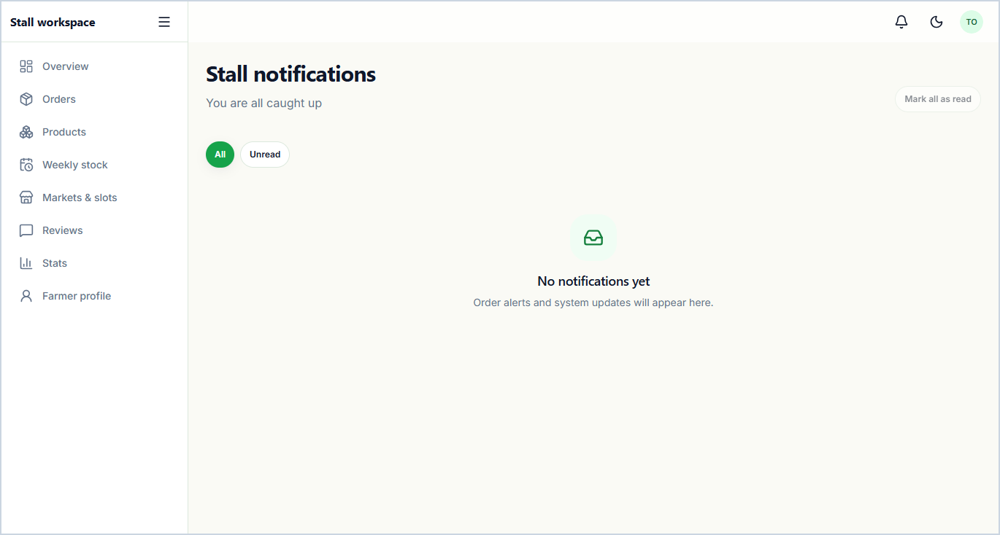 Stall workspace
TO
Overview
Orders
Products
Weekly stock
Markets & slots
Reviews
Stats
Farmer profile
Stall notifications
You are all caught up
Mark all as read
All
Unread
No notifications yet
Order alerts and system updates will appear here.